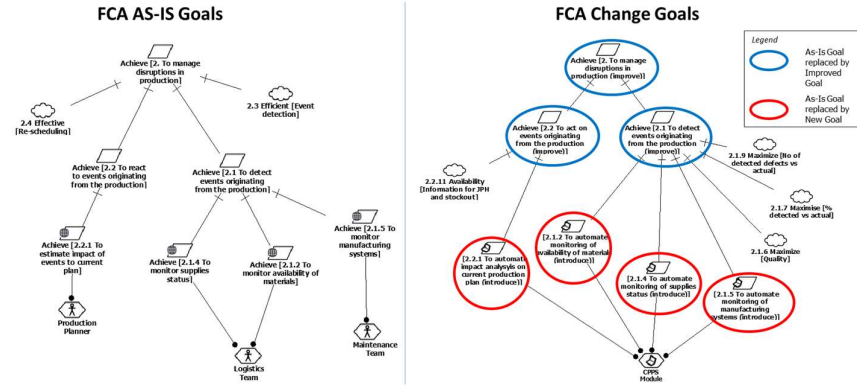 FCA AS-IS Goals
Achieve [2. To manage
disruptions in
production]
2.4 Effective
[Re-scheduling]
2.3 Efficient [Event
detection]
Achieve [2.2 To react
to events originating
from the production]
Achieve [2.1 To detect
events originating
from the production]
Achieve [2.2.1 To
estimate impact of
events to current
plan]
Achieve [2.1.4 To
monitor supplies
status]
Achieve [2.1.2 To
monitor availability of
materials]
Achieve [2.1.5 To
monitor
manufacturing
systems]
Production
Planner
Logistics
Team
Maintenance
Team
FCA Change Goals
Legend
As-Is Goal
replaced by
Improved
Goal
As-Is Goal
replaced by
New Goal
Achieve [2. To manage
disruptions in
production (improve)]
Achieve [2.2 To act on
events originating
from the production
(improve)]
Achieve [2.1 To detect
events originating
from the production
(improve)]
2.2.11 Availability
[Information for JPH
and stockout]
2.1.9 Maximize [No of
detected defects vs
actual]
2.1.7 Maximise [%
detected vs actual]
2.1.6 Maximize
[Quality]
[2.2.1 To automate
impact analysyis on
current production
plan (introduce)]
[2.1.2 To automate
monitoring of
availability of materials
(introduce)]
[2.1.4 To automate
monitoring of supplies
status (introduce)]
[2.1.5 To automate
monitoring of
manufacturing
systems (introduce)]
CPPS
Module